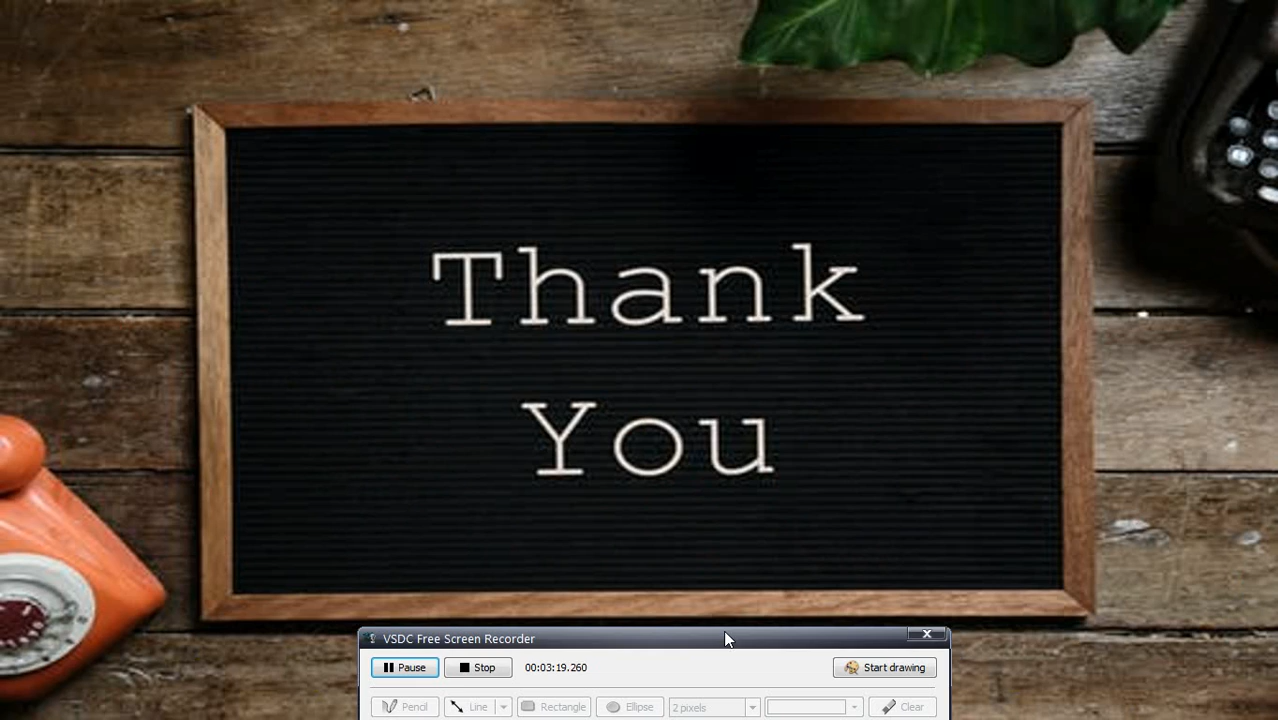 Thank
You
VSDC Free Screen Recorder
Pause Stop 00:03:19.260 Start drawing
Pencil Line Rectangle Ellipse 2 pixels Clear